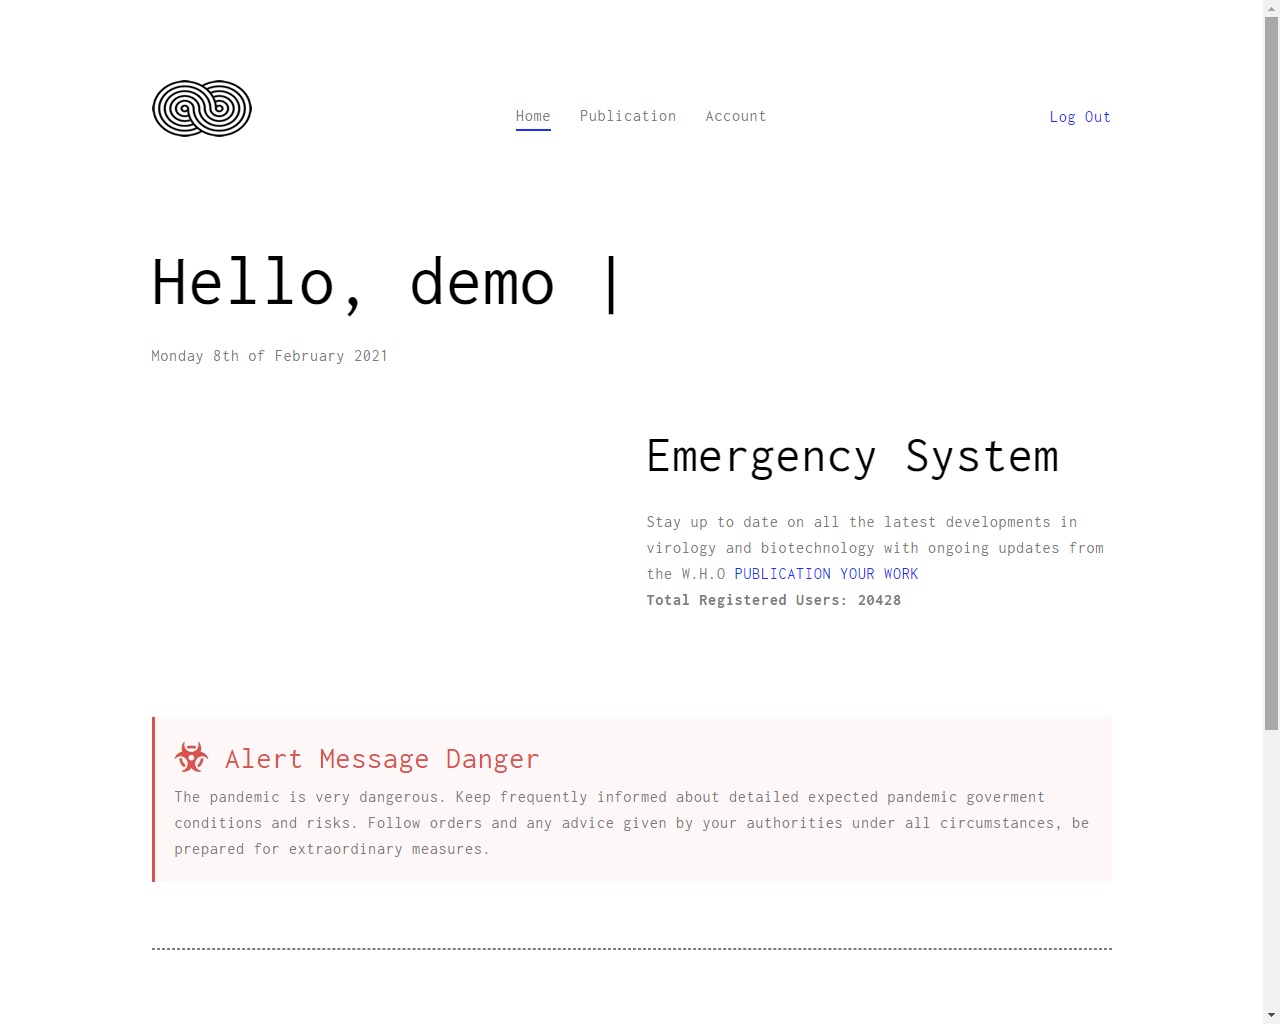 Home Publication Account Log Out
Hello, demo |
Monday 8th of February 2021
Emergency System
Stay up to date on all the latest developments in
virology and biotechnology with ongoing updates from
the W.H.O PUBLICATION YOUR WORK
Total Registered Users: 20428
Alert Message Danger
The pandemic is very dangerous. Keep frequently informed about detailed expected pandemic goverment
conditions and risks. Follow orders and any advice given by your authorities under all circumstances, be
prepared for extraordinary measures.